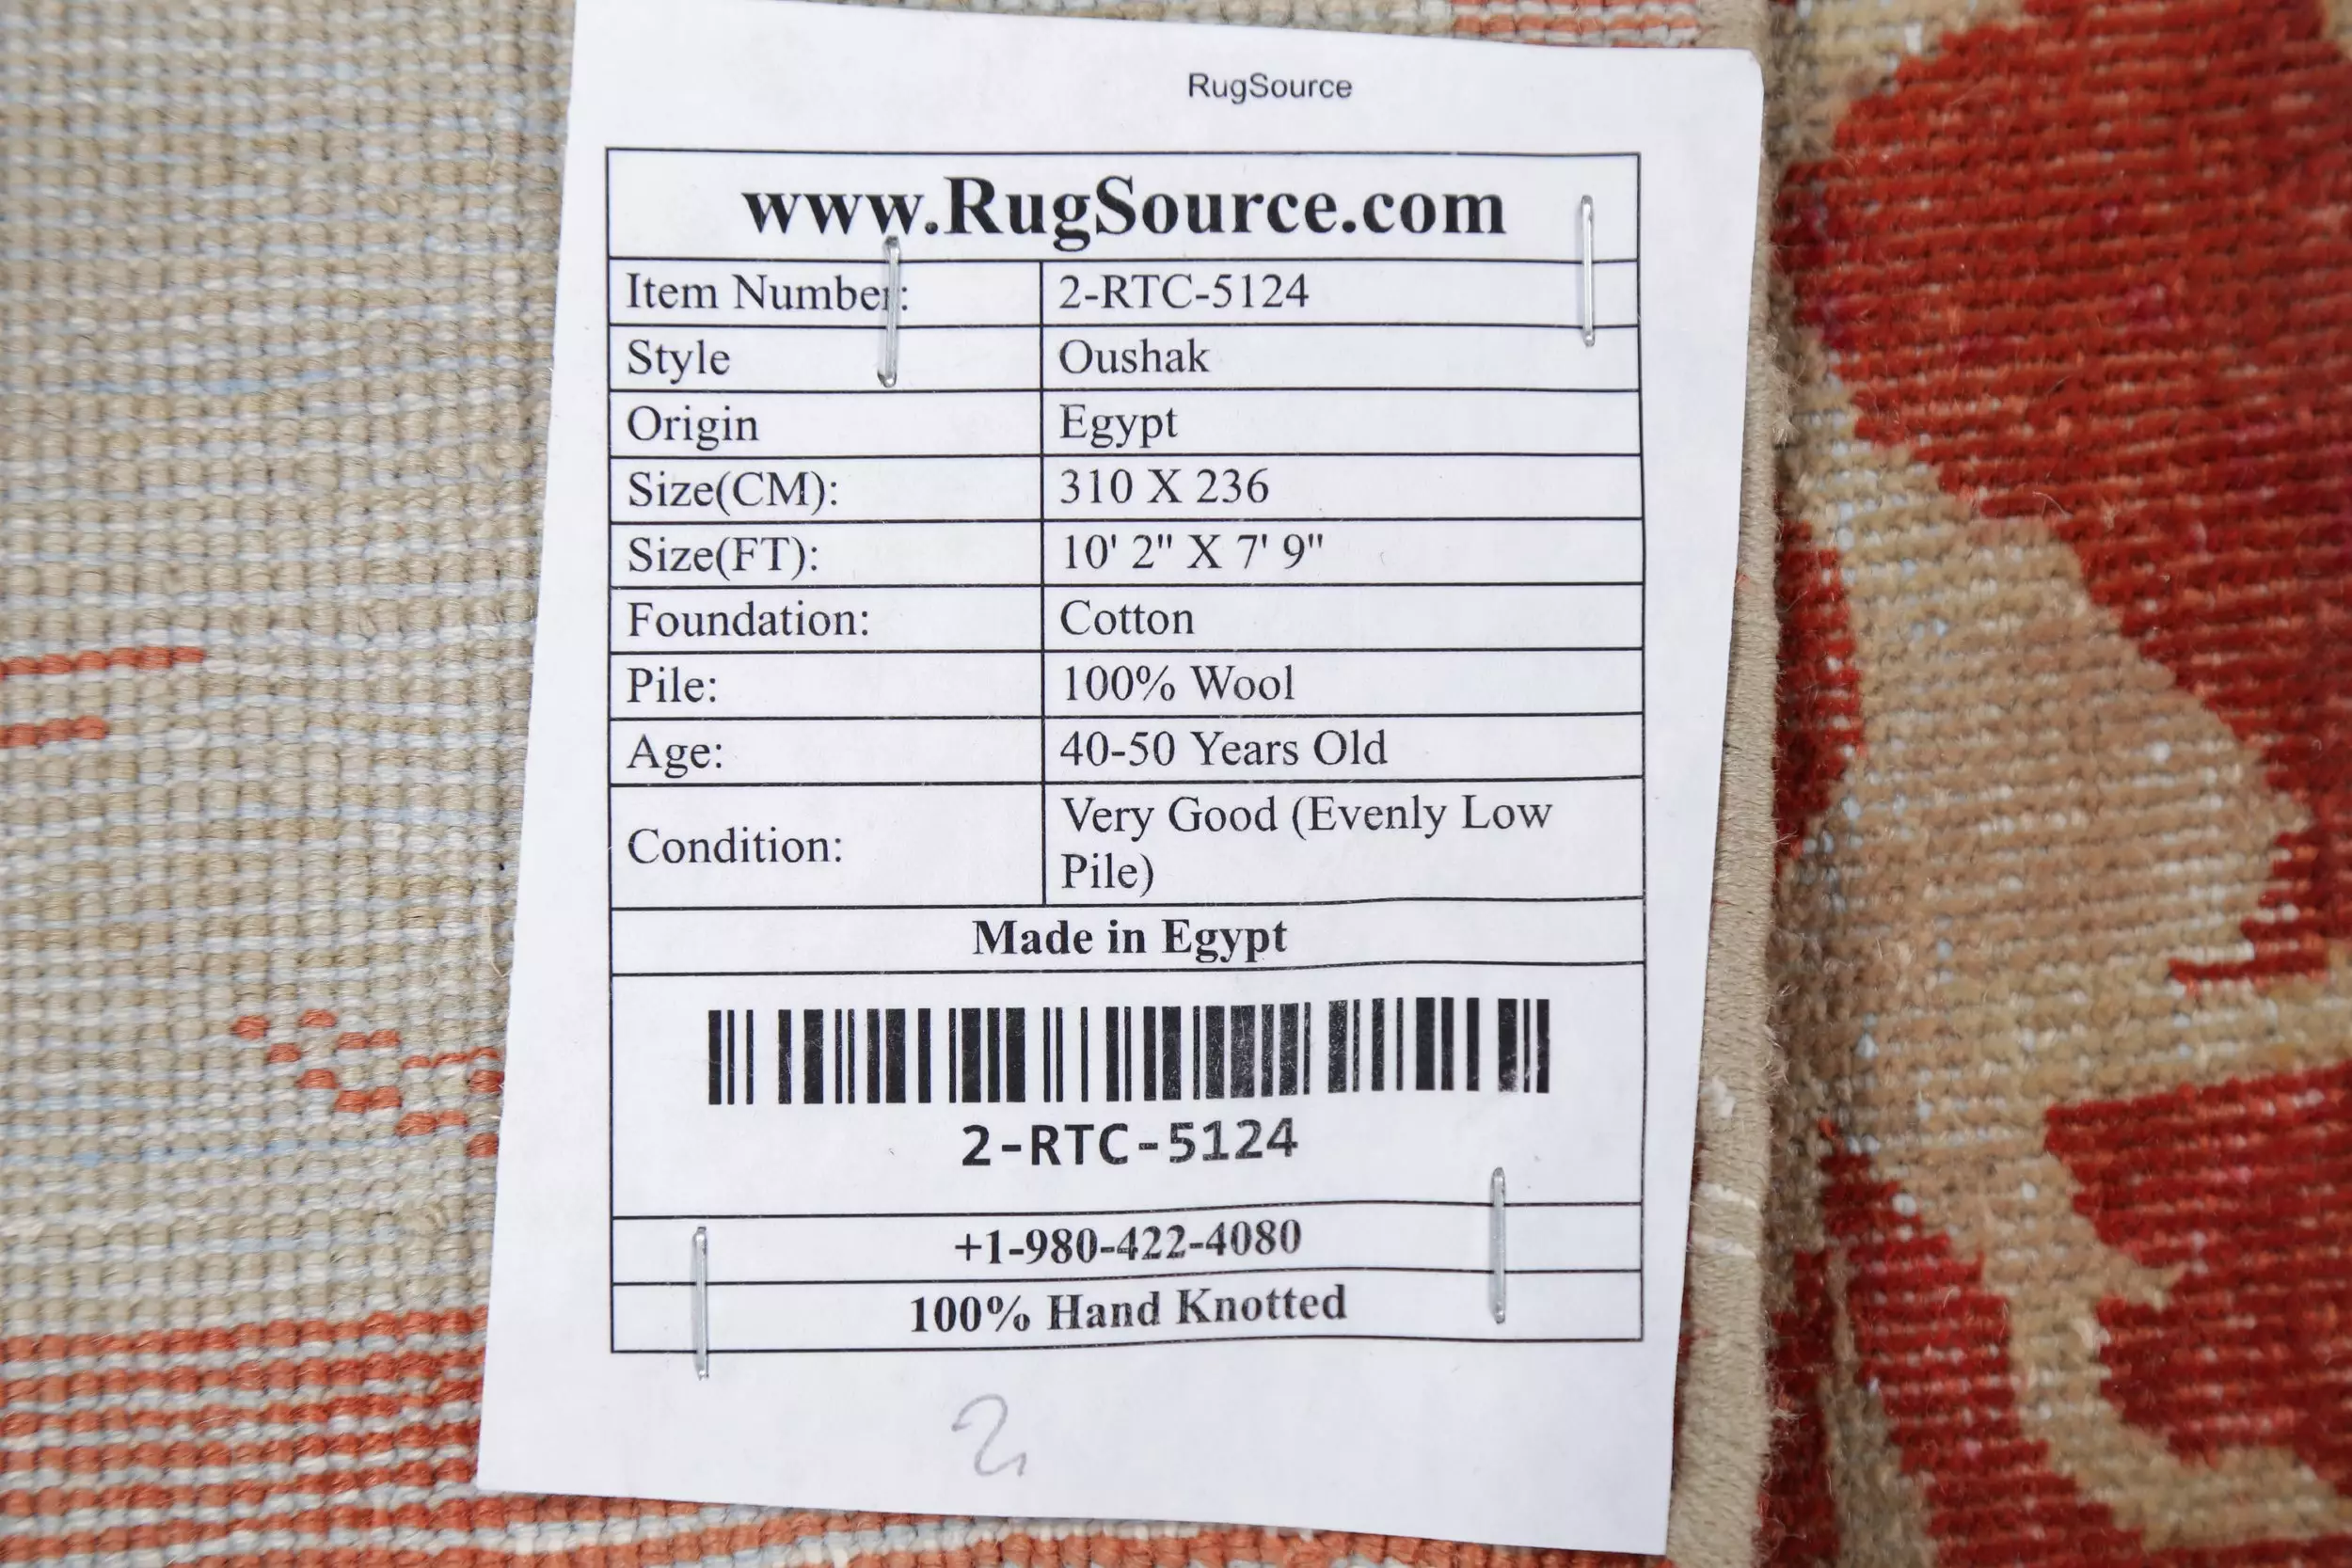 RugSource
www.RugSource.com
Item Number: 2-RTC-5124
Style Oushak
Origin Egypt
Size(CM): 310 X 236
Size(FT): 10' 2" X 7' 9"
Foundation: Cotton
Pile: 100% Wool
Age: 40-50 Years Old
Condition: Very Good (Evenly Low
Pile)
Made in Egypt
2-RTC-5124
+1-980-422-4080
100% Hand Knotted
2